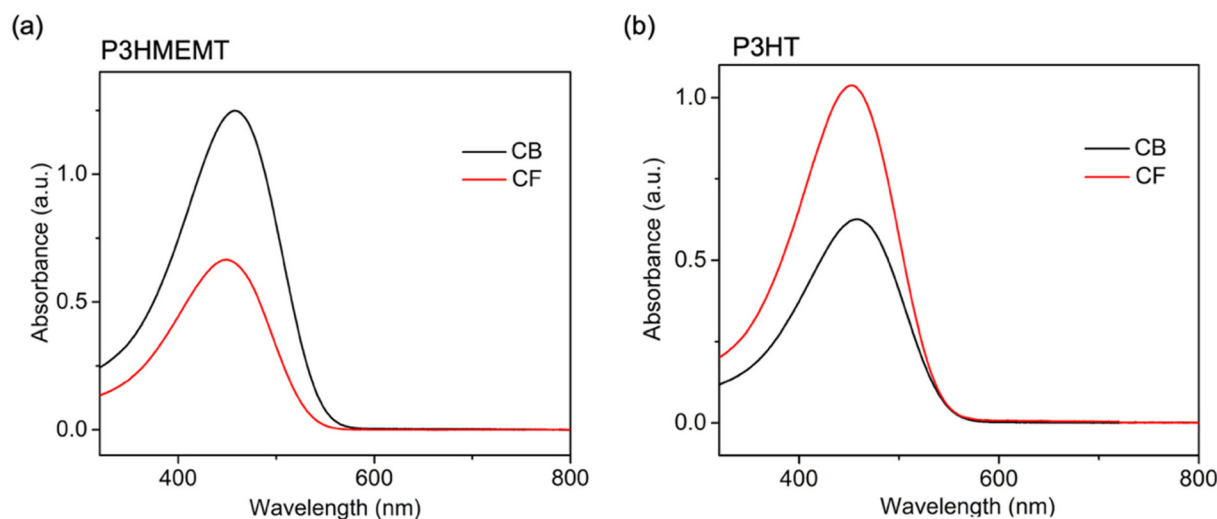 (a)
P3HMEMT
CB
CF
1.0
0.5
0.0
Absorbance (a.u.)
400
600
800
Wavelength (nm)
(b)
P3HT
CB
CF
1.0
0.5
0.0
Absorbance (a.u.)
400
600
800
Wavelength (nm)